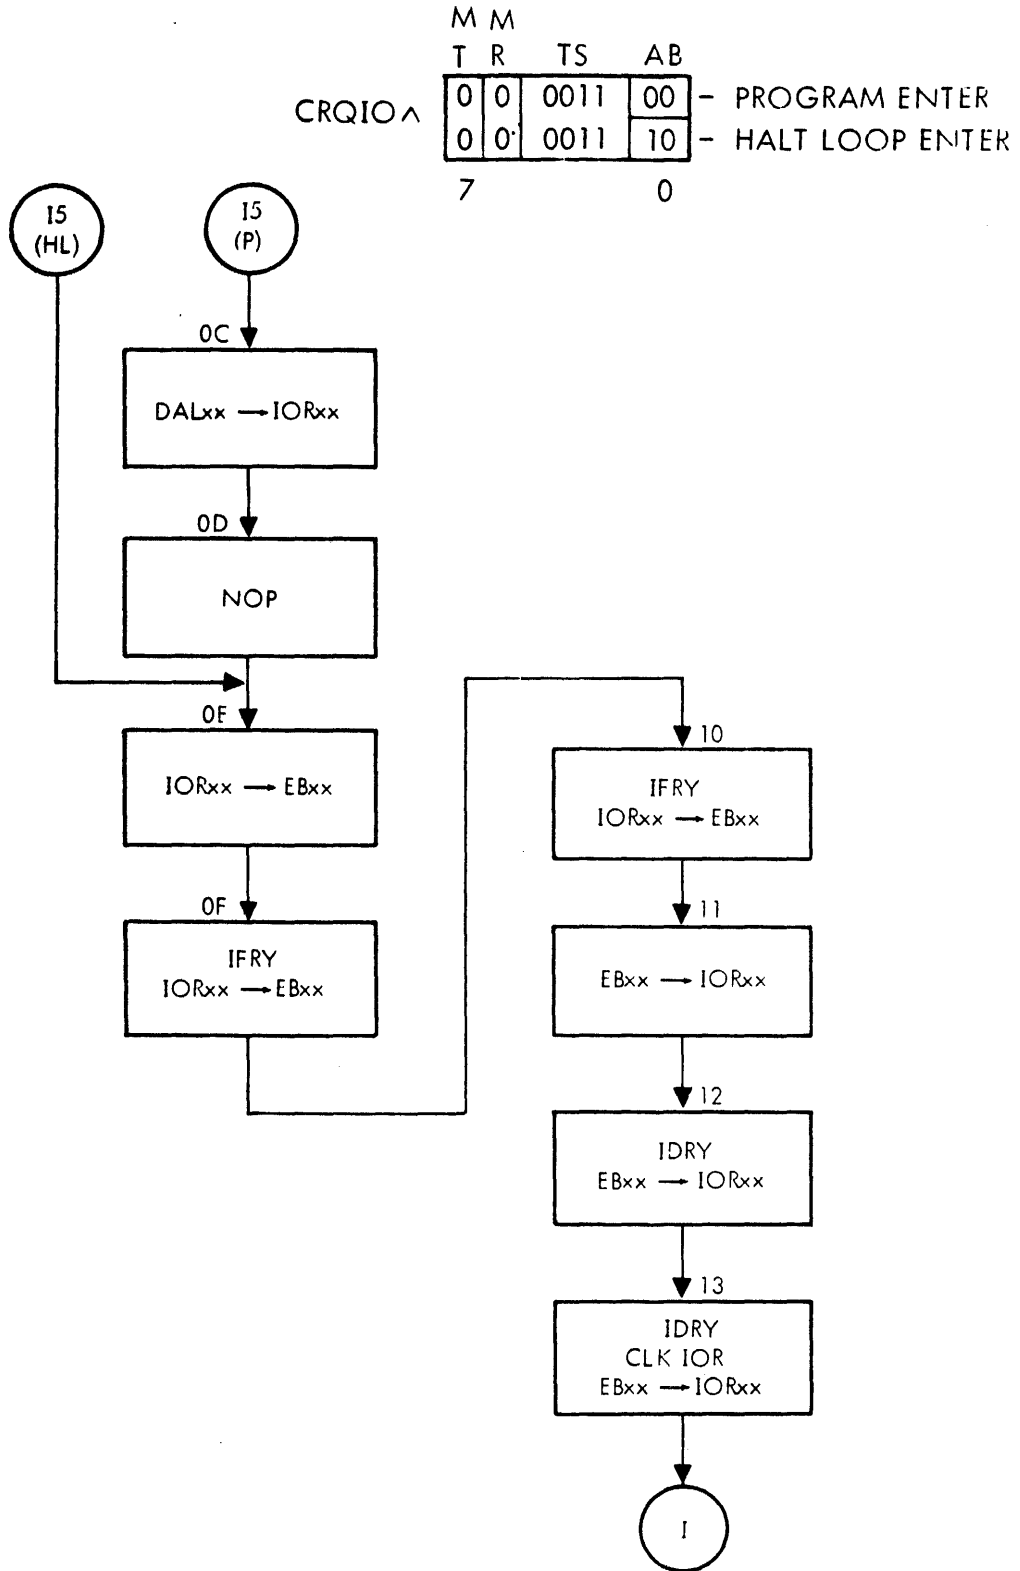 M M
T R TS AB
CRQIO∧ 0 0 0011 00 – PROGRAM ENTER
0 0 0011 10 – HALT LOOP ENTER
7 0
I5
(HL)
I5
(P)
0C
DALxx → IORxx
0D
NOP
0E
IORxx → EBxx
0F
IFRY
IORxx → EBxx
10
IFRY
IORxx → EBxx
11
EBxx → IORxx
12
IDRY
EBxx → IORxx
13
IDRY
CLK IOR
EBxx → IORxx
I